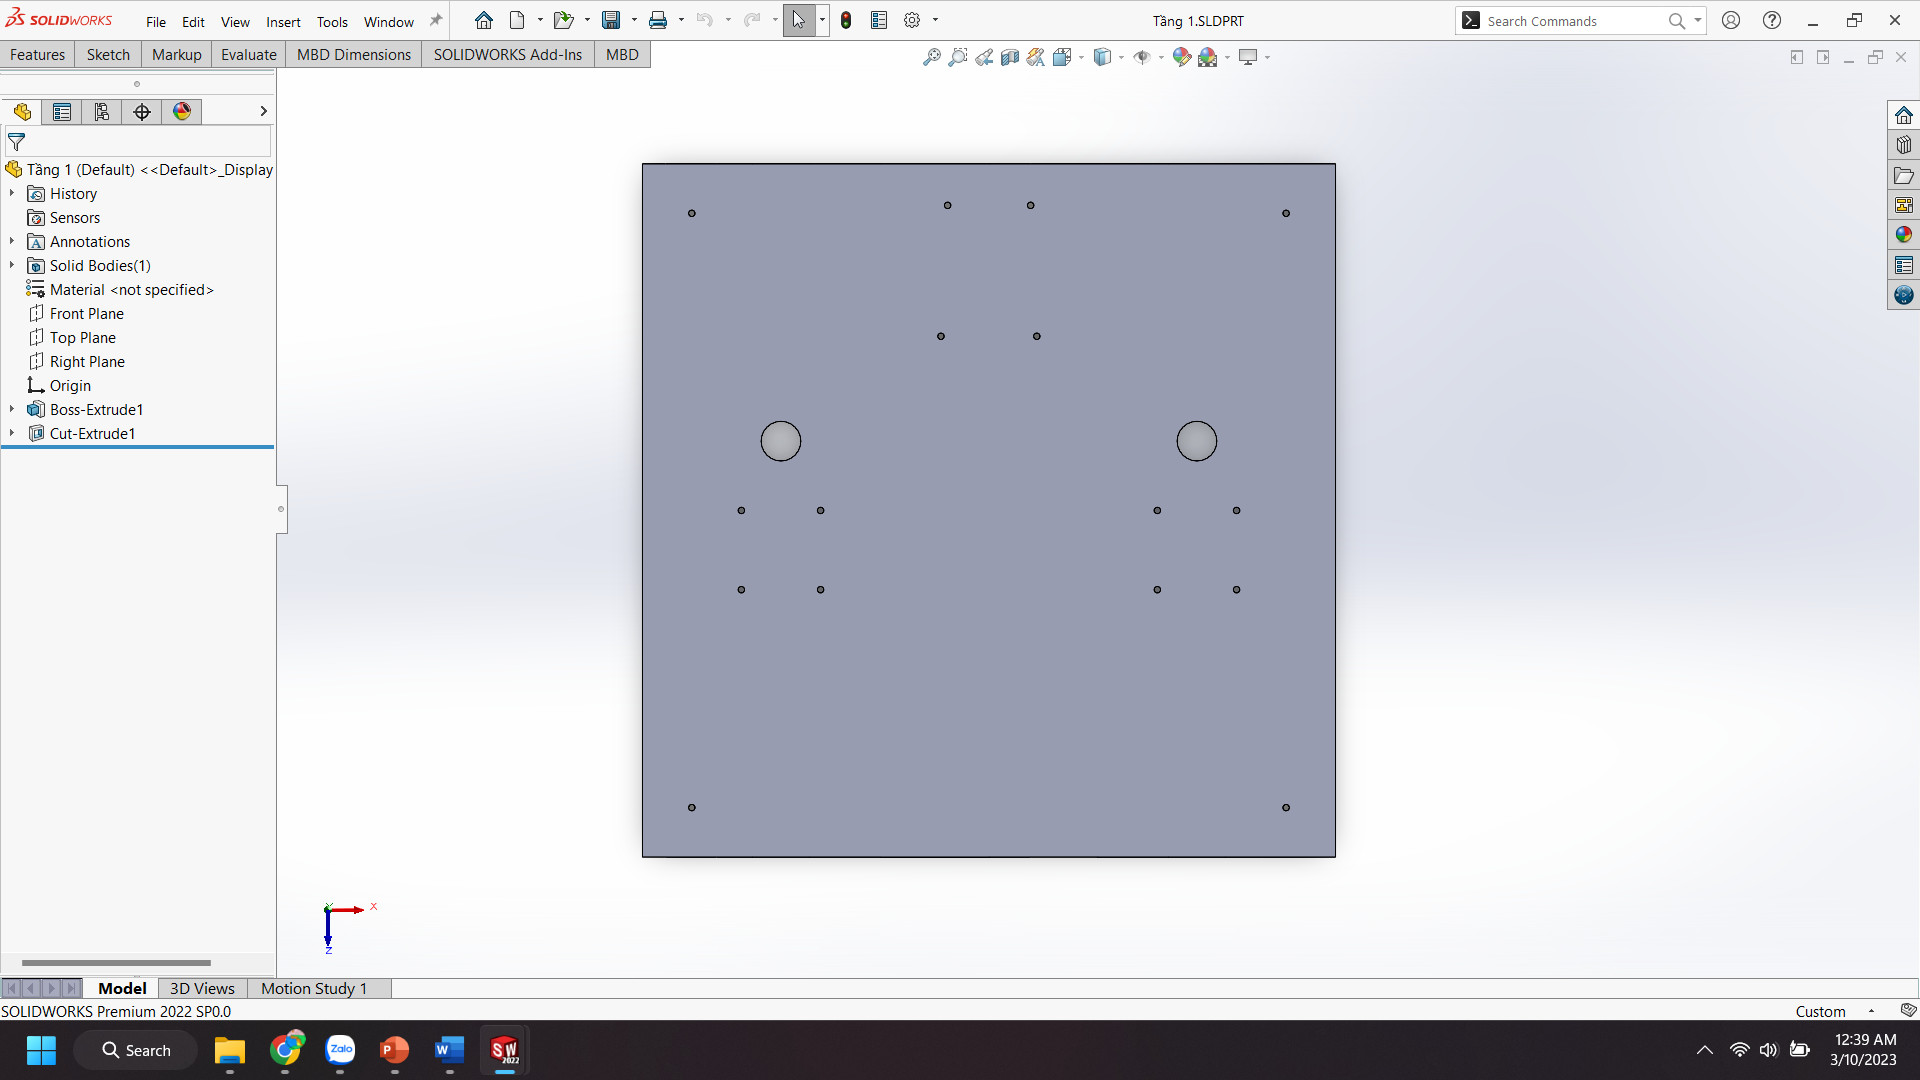 SOLIDWORKS
File Edit View Insert Tools Window
Tầng 1.SLDPRT
Search Commands
Features Sketch Markup Evaluate MBD Dimensions SOLIDWORKS Add-Ins MBD
Tầng 1 (Default) <<Default>_Display
History
Sensors
Annotations
Solid Bodies(1)
Material <not specified>
Front Plane
Top Plane
Right Plane
Origin
Boss-Extrude1
Cut-Extrude1
Y
X
Z
Model 3D Views Motion Study 1
SOLIDWORKS Premium 2022 SP0.0
Custom
Search
Zalo
P
W
SW
2022
12:39 AM
3/10/2023